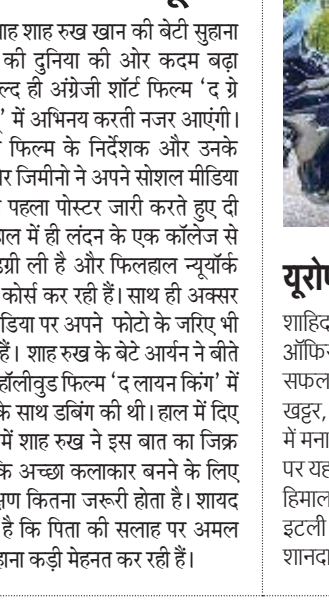 शाह रुख खान की बेटी सुहाना
की दुनिया की ओर कदम बढ़ा
ही अंग्रेजी शॉर्ट फिल्म ‘द ग्रे
’ में अभिनय करती नजर आएंगी।
फिल्म के निर्देशक और उनके
जिमीनो ने अपने सोशल मीडिया
पहला पोस्टर जारी करते हुए दी
में ही लंदन के एक कॉलेज से
ली है और फिलहाल न्यूयॉर्क
कोर्स कर रही हैं। साथ ही अक्सर
पर अपने फोटो के जरिए भी
हैं। शाह रुख के बेटे आर्यन ने बीते
हॉलीवुड फिल्म ‘द लायन किंग’ में
के साथ डबिंग की थी। हाल में दिए
में शाह रुख ने इस बात का जिक्र
कि अच्छा कलाकार बनने के लिए
कितना जरूरी होता है। शायद
है कि पिता की सलाह पर अमल
कड़ी मेहनत कर रही हैं।
यूरोप
शाहिद
ऑफिस
सफल
खट्टर,
में मना
पर यह
हिमाल
इटली
शानदा